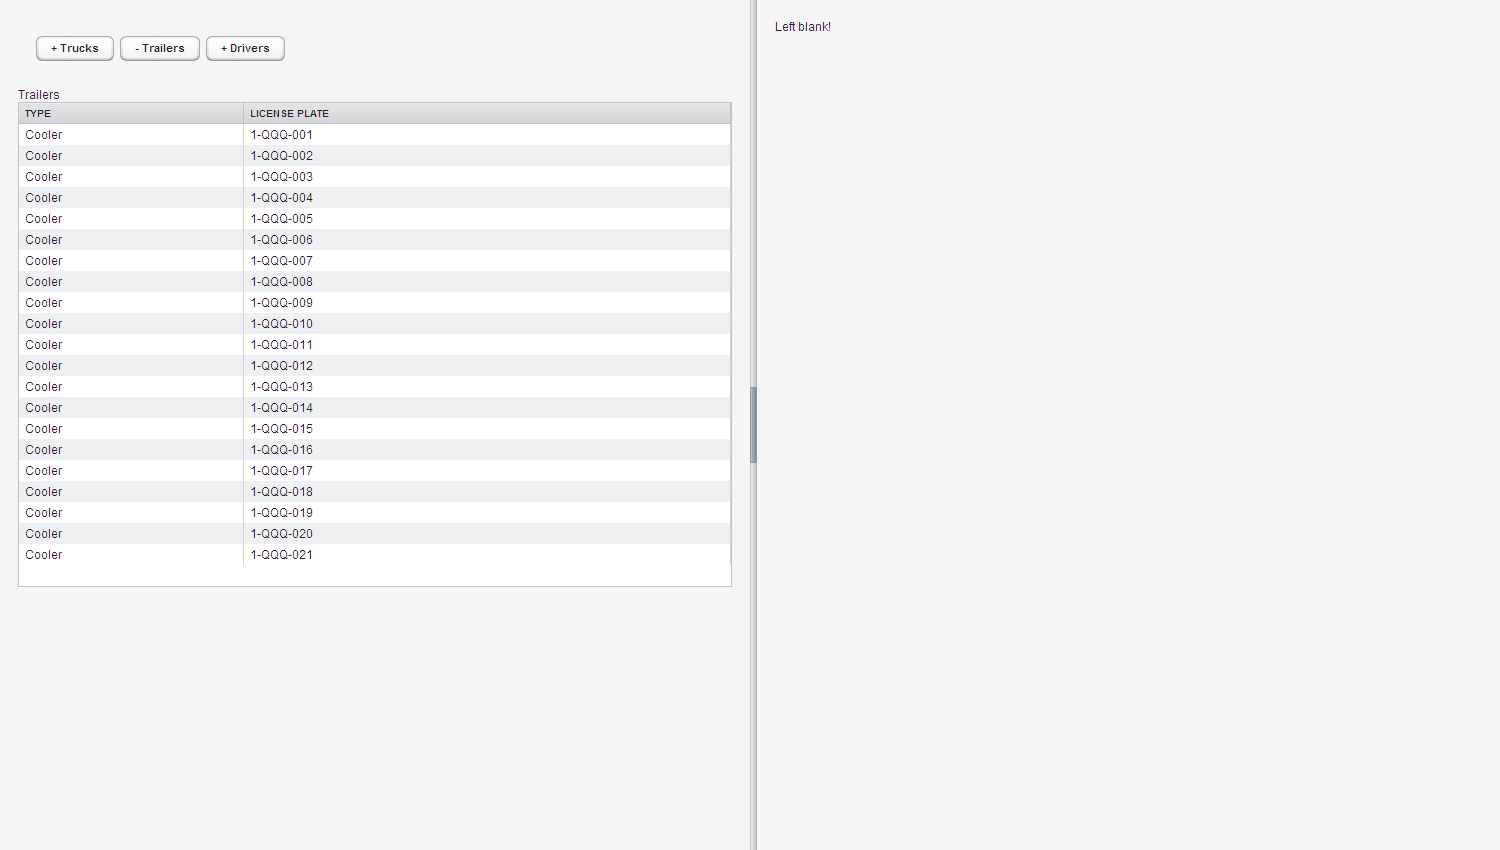 + Trucks - Trailers + Drivers
Left blank!
Trailers
TYPE LICENSE PLATE
Cooler 1-QQQ-001
Cooler 1-QQQ-002
Cooler 1-QQQ-003
Cooler 1-QQQ-004
Cooler 1-QQQ-005
Cooler 1-QQQ-006
Cooler 1-QQQ-007
Cooler 1-QQQ-008
Cooler 1-QQQ-009
Cooler 1-QQQ-010
Cooler 1-QQQ-011
Cooler 1-QQQ-012
Cooler 1-QQQ-013
Cooler 1-QQQ-014
Cooler 1-QQQ-015
Cooler 1-QQQ-016
Cooler 1-QQQ-017
Cooler 1-QQQ-018
Cooler 1-QQQ-019
Cooler 1-QQQ-020
Cooler 1-QQQ-021